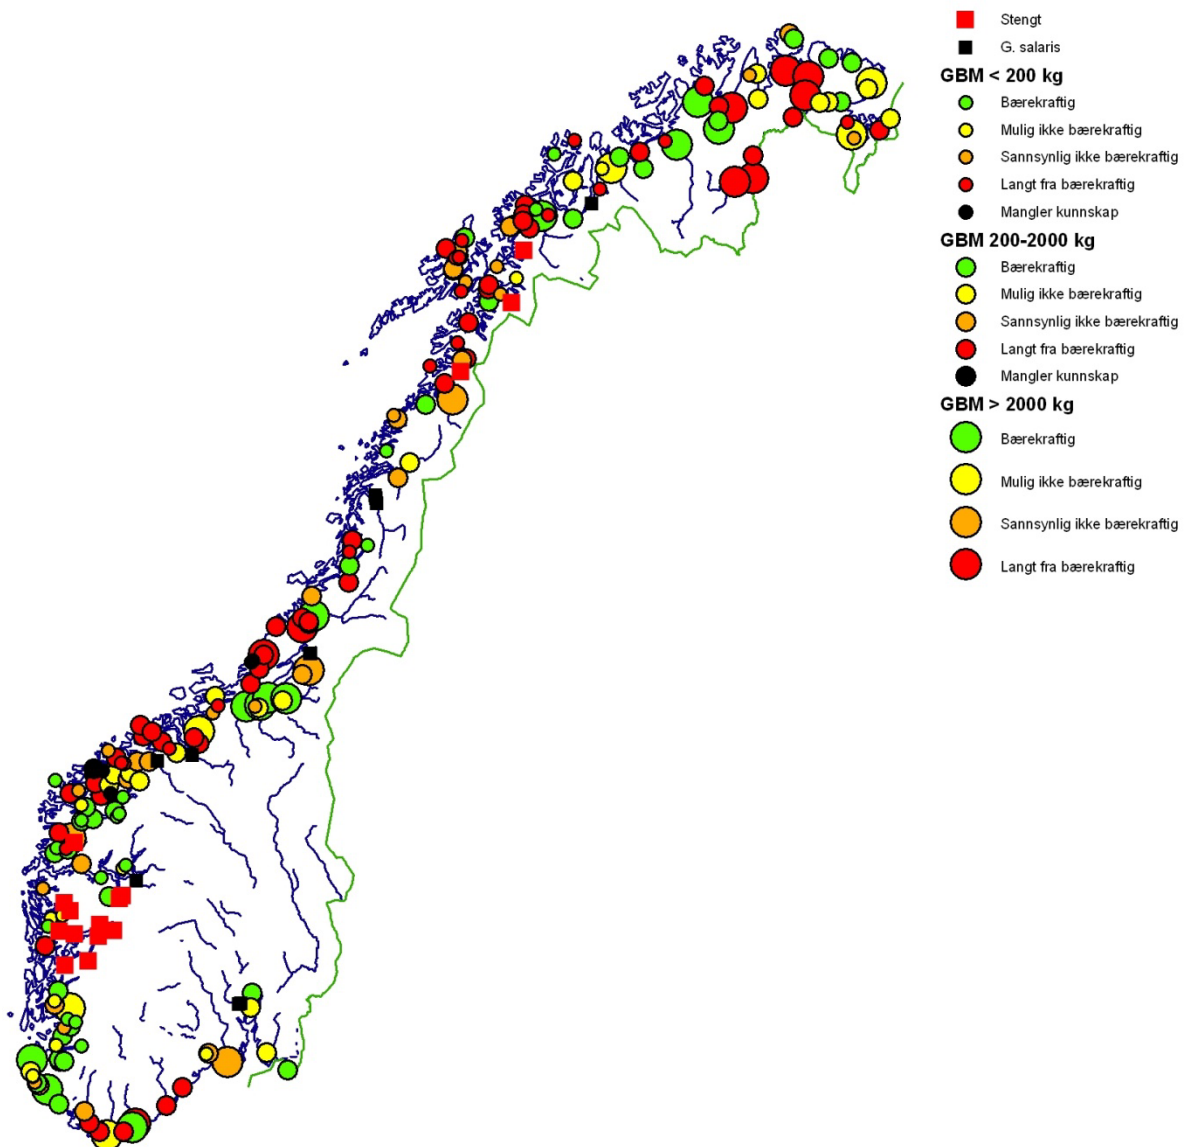 Stengt
G. salaris
GBM < 200 kg
Bærekraftig
Mulig ikke bærekraftig
Sannsynlig ikke bærekraftig
Langt fra bærekraftig
Mangler kunnskap
GBM 200-2000 kg
Bærekraftig
Mulig ikke bærekraftig
Sannsynlig ikke bærekraftig
Langt fra bærekraftig
Mangler kunnskap
GBM > 2000 kg
Bærekraftig
Mulig ikke bærekraftig
Sannsynlig ikke bærekraftig
Langt fra bærekraftig